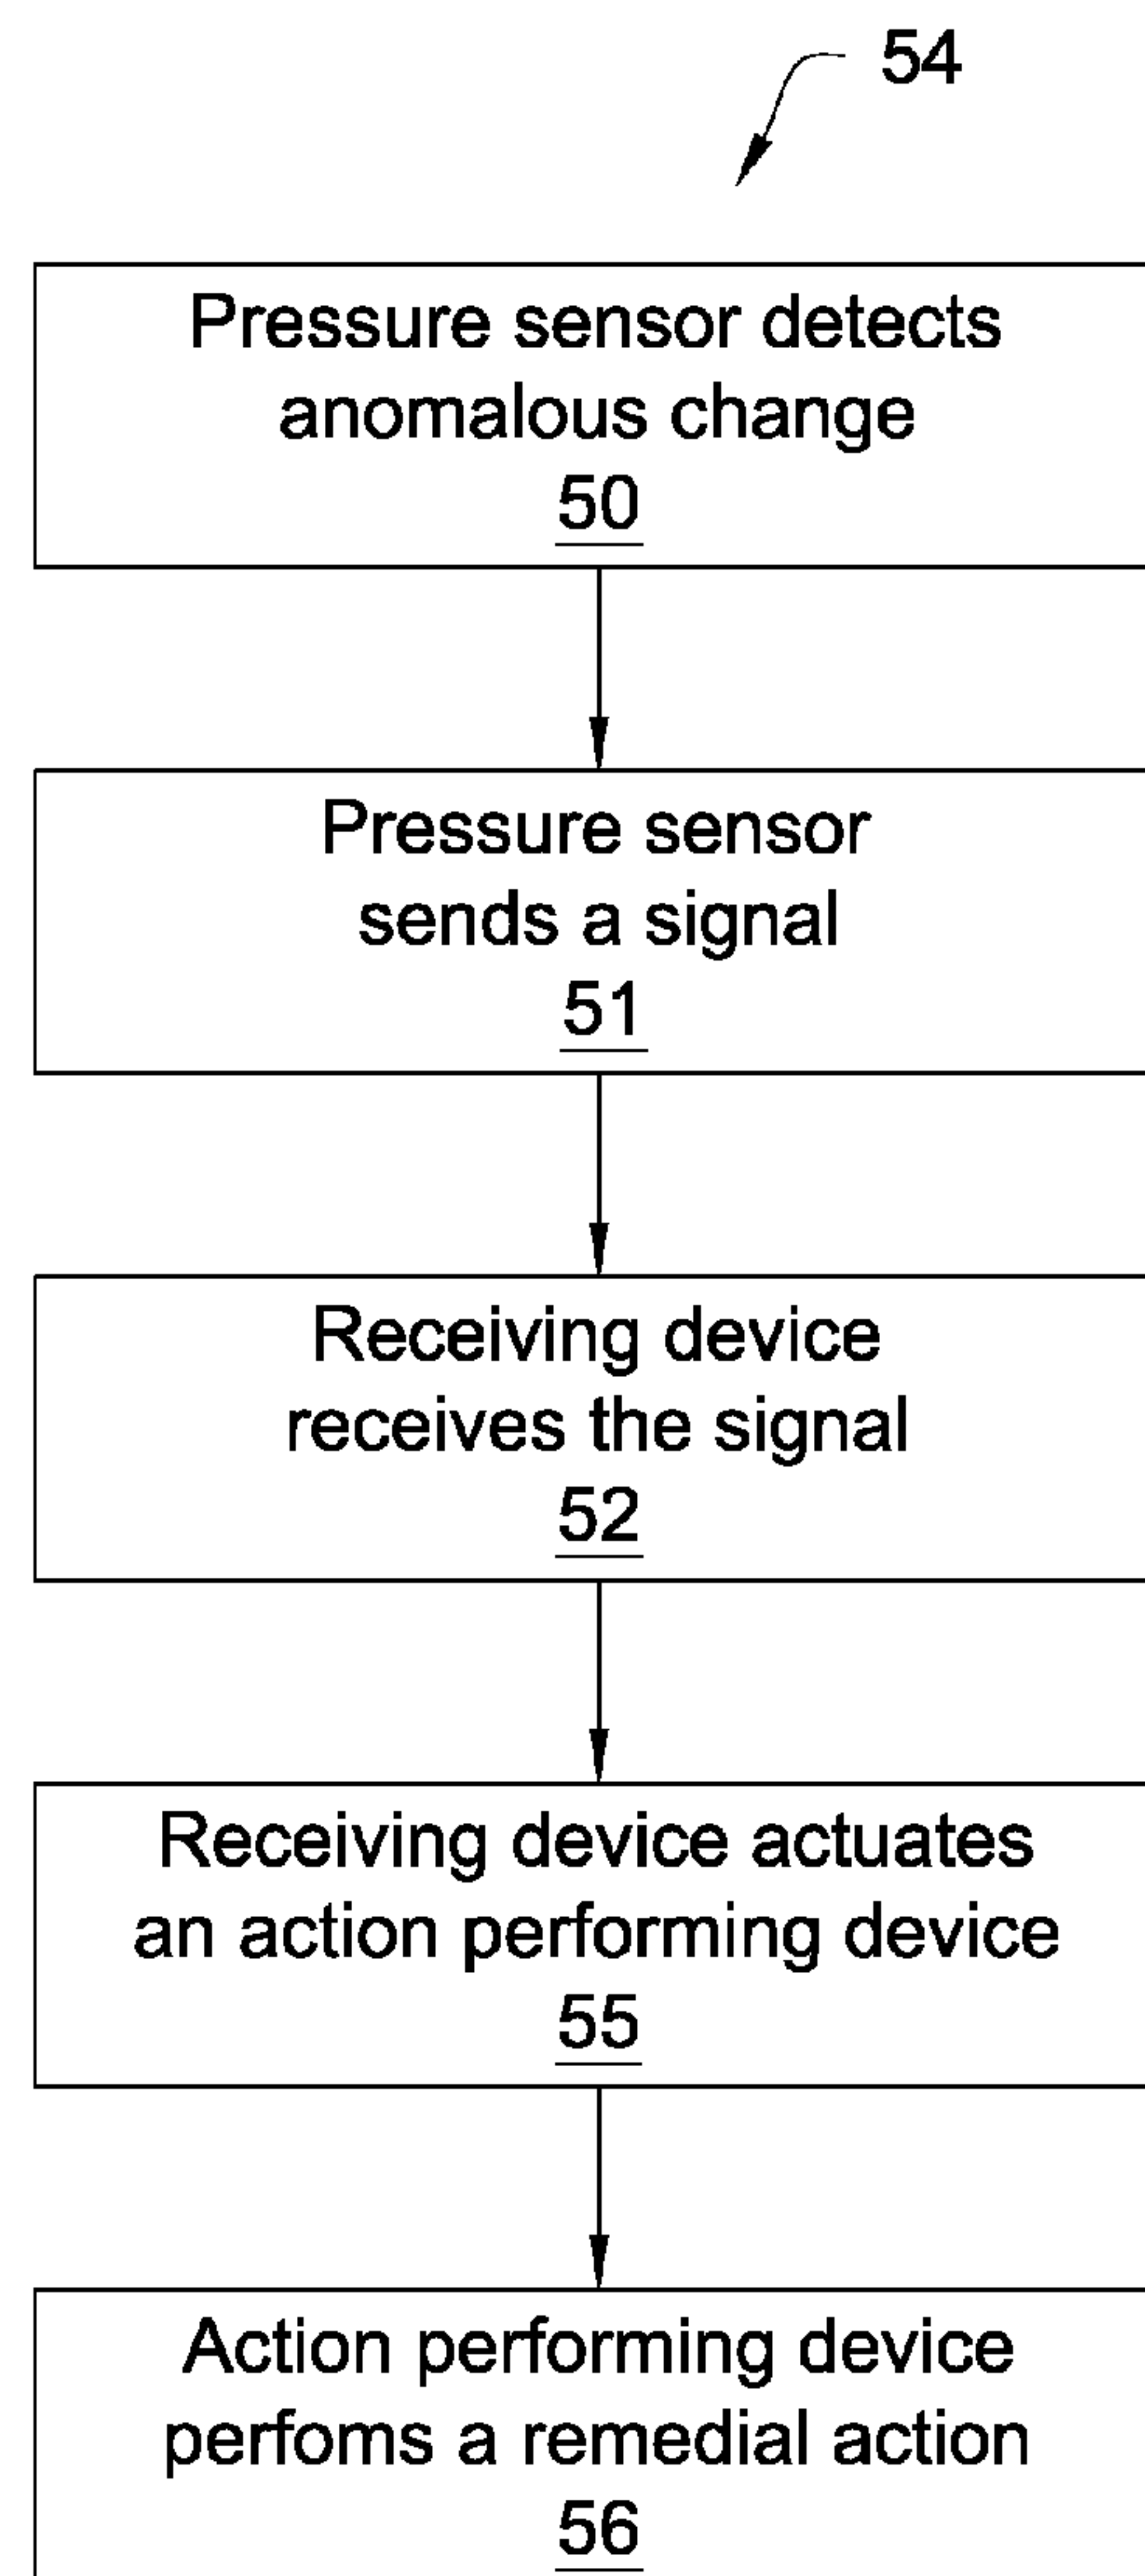 54
Pressure sensor detects
anomalous change
50
Pressure sensor
sends a signal
51
Receiving device
receives the signal
52
Receiving device actuates
an action performing device
55
Action performing device
perfoms a remedial action
56